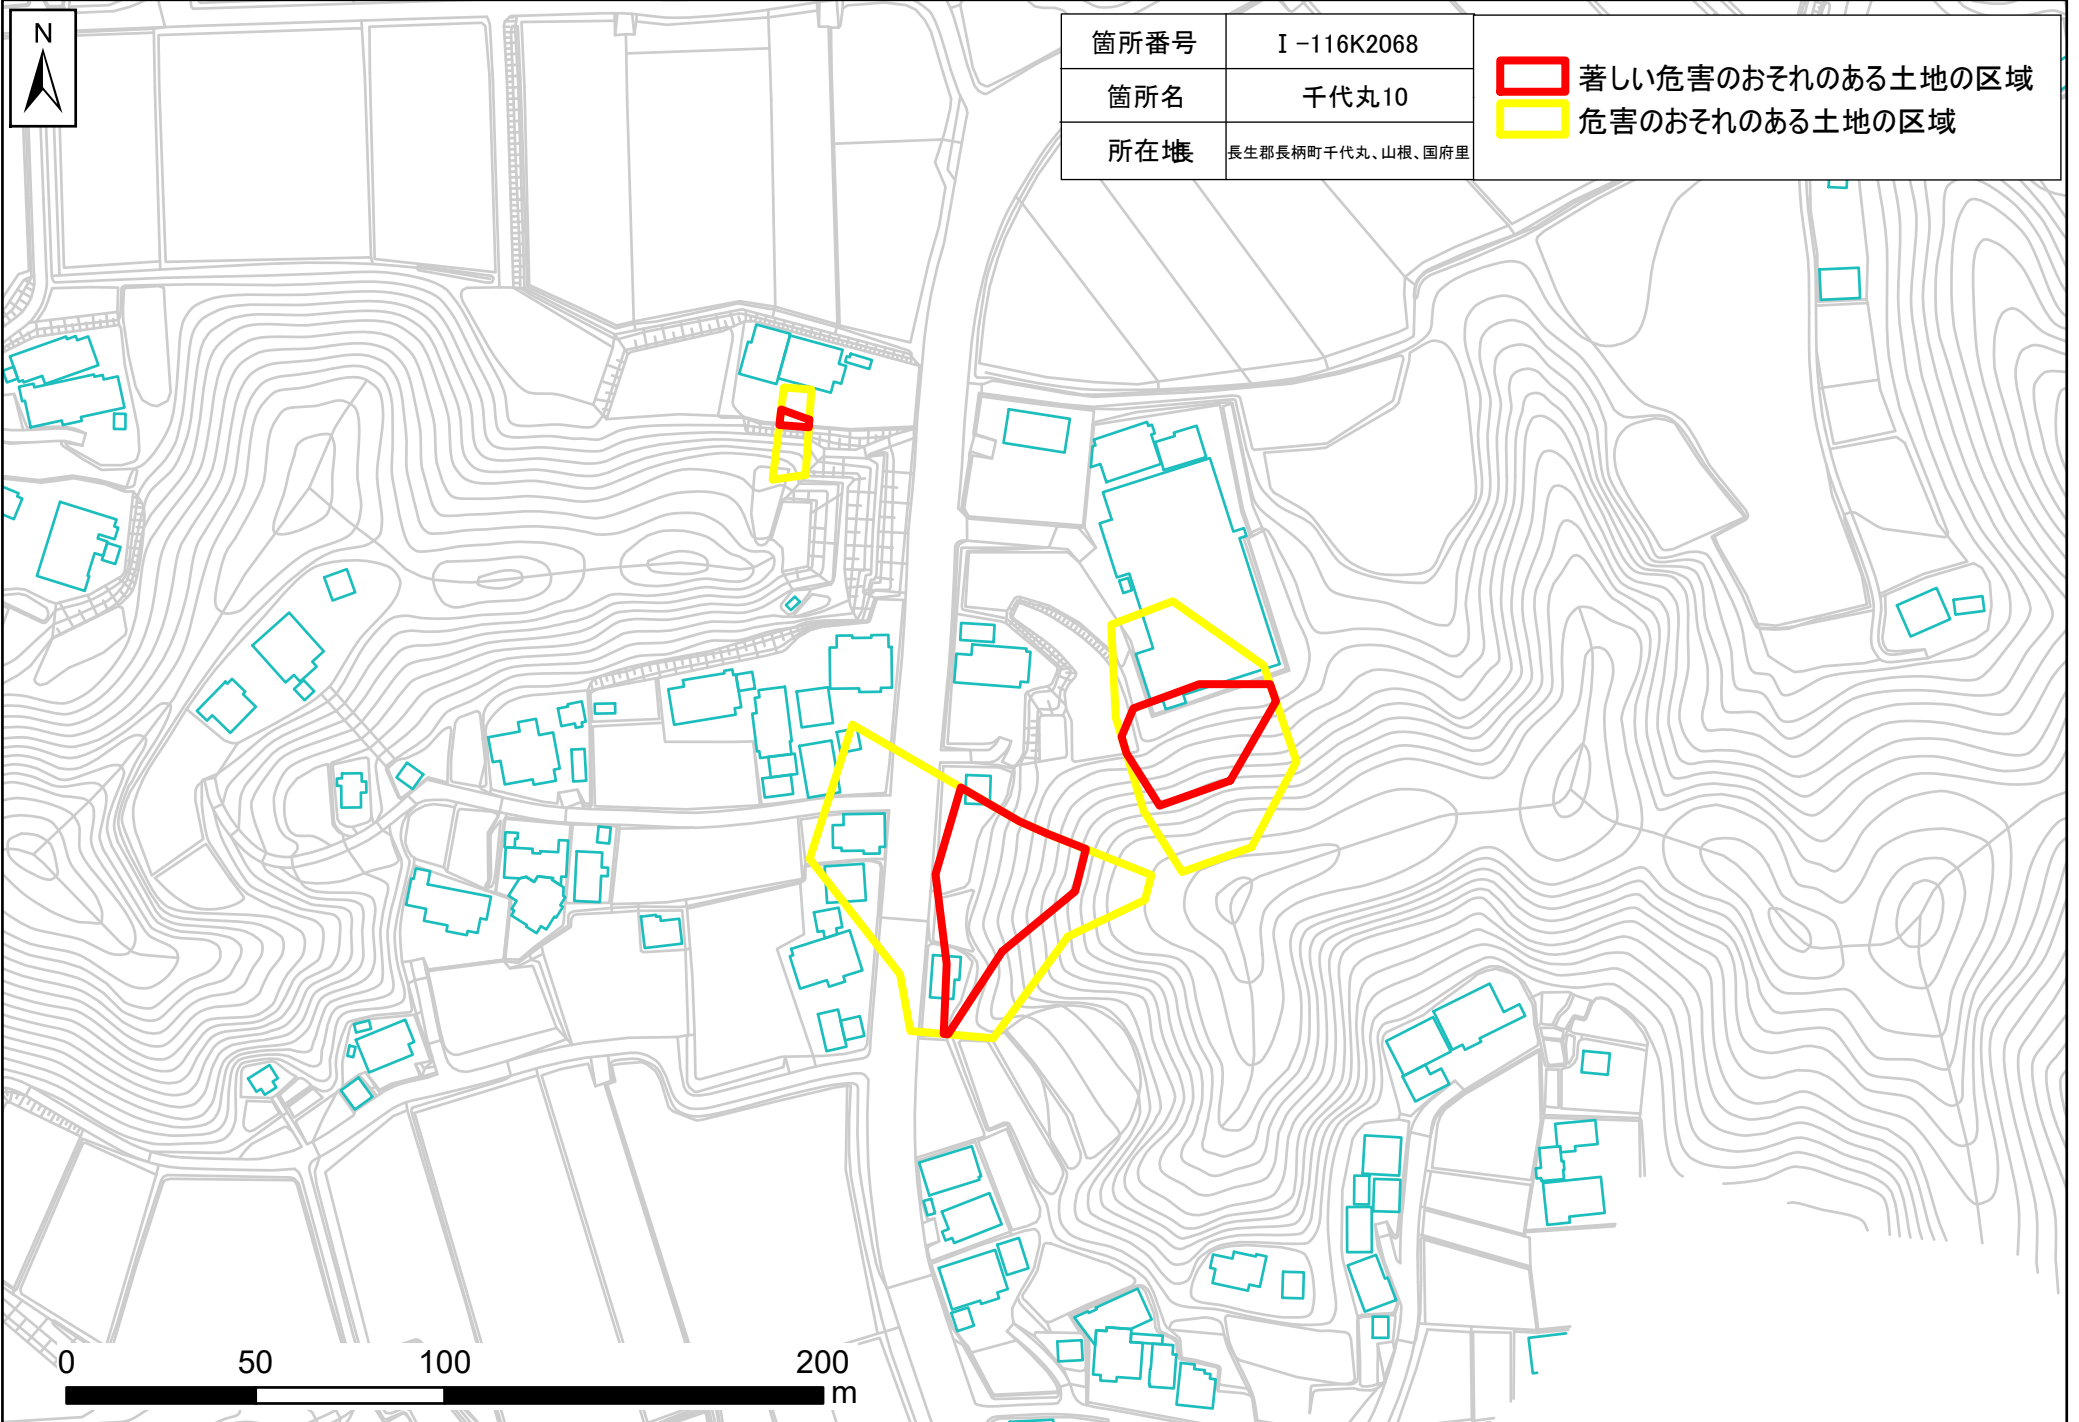 N
箇所番号 Ⅰ-116K2068
箇所名 千代丸10
所在地長 長生郡長柄町千代丸、山根、国府里
著しい危害のおそれのある土地の区域
危害のおそれのある土地の区域
0 50 100 200
m